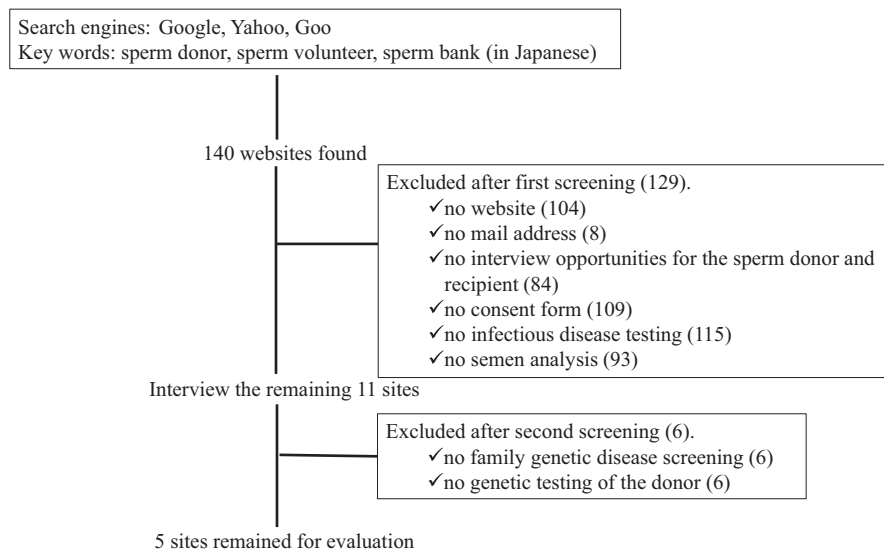 Search engines: Google, Yahoo, Goo
Key words: sperm donor, sperm volunteer, sperm bank (in Japanese)
140 websites found
Excluded after first screening (129).
✓no website (104)
✓no mail address (8)
✓no interview opportunities for the sperm donor and
recipient (84)
✓no consent form (109)
✓no infectious disease testing (115)
✓no semen analysis (93)
Interview the remaining 11 sites
Excluded after second screening (6).
✓no family genetic disease screening (6)
✓no genetic testing of the donor (6)
5 sites remained for evaluation